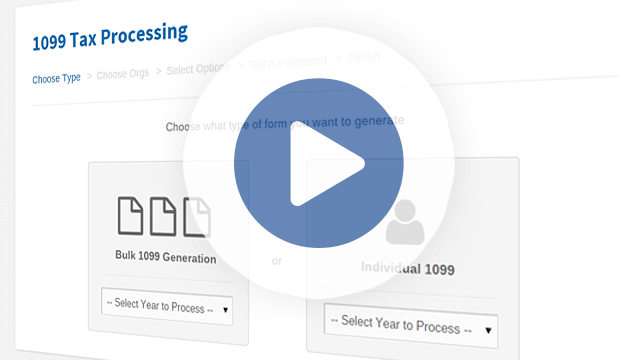 1099 Tax Processing
Choose Type > Choose Orgs > Select Options > Set A Password > Finish
Choose what type of form you want to generate
Bulk 1099 Generation
or
Individual 1099
-- Select Year to Process --
-- Select Year to Process --